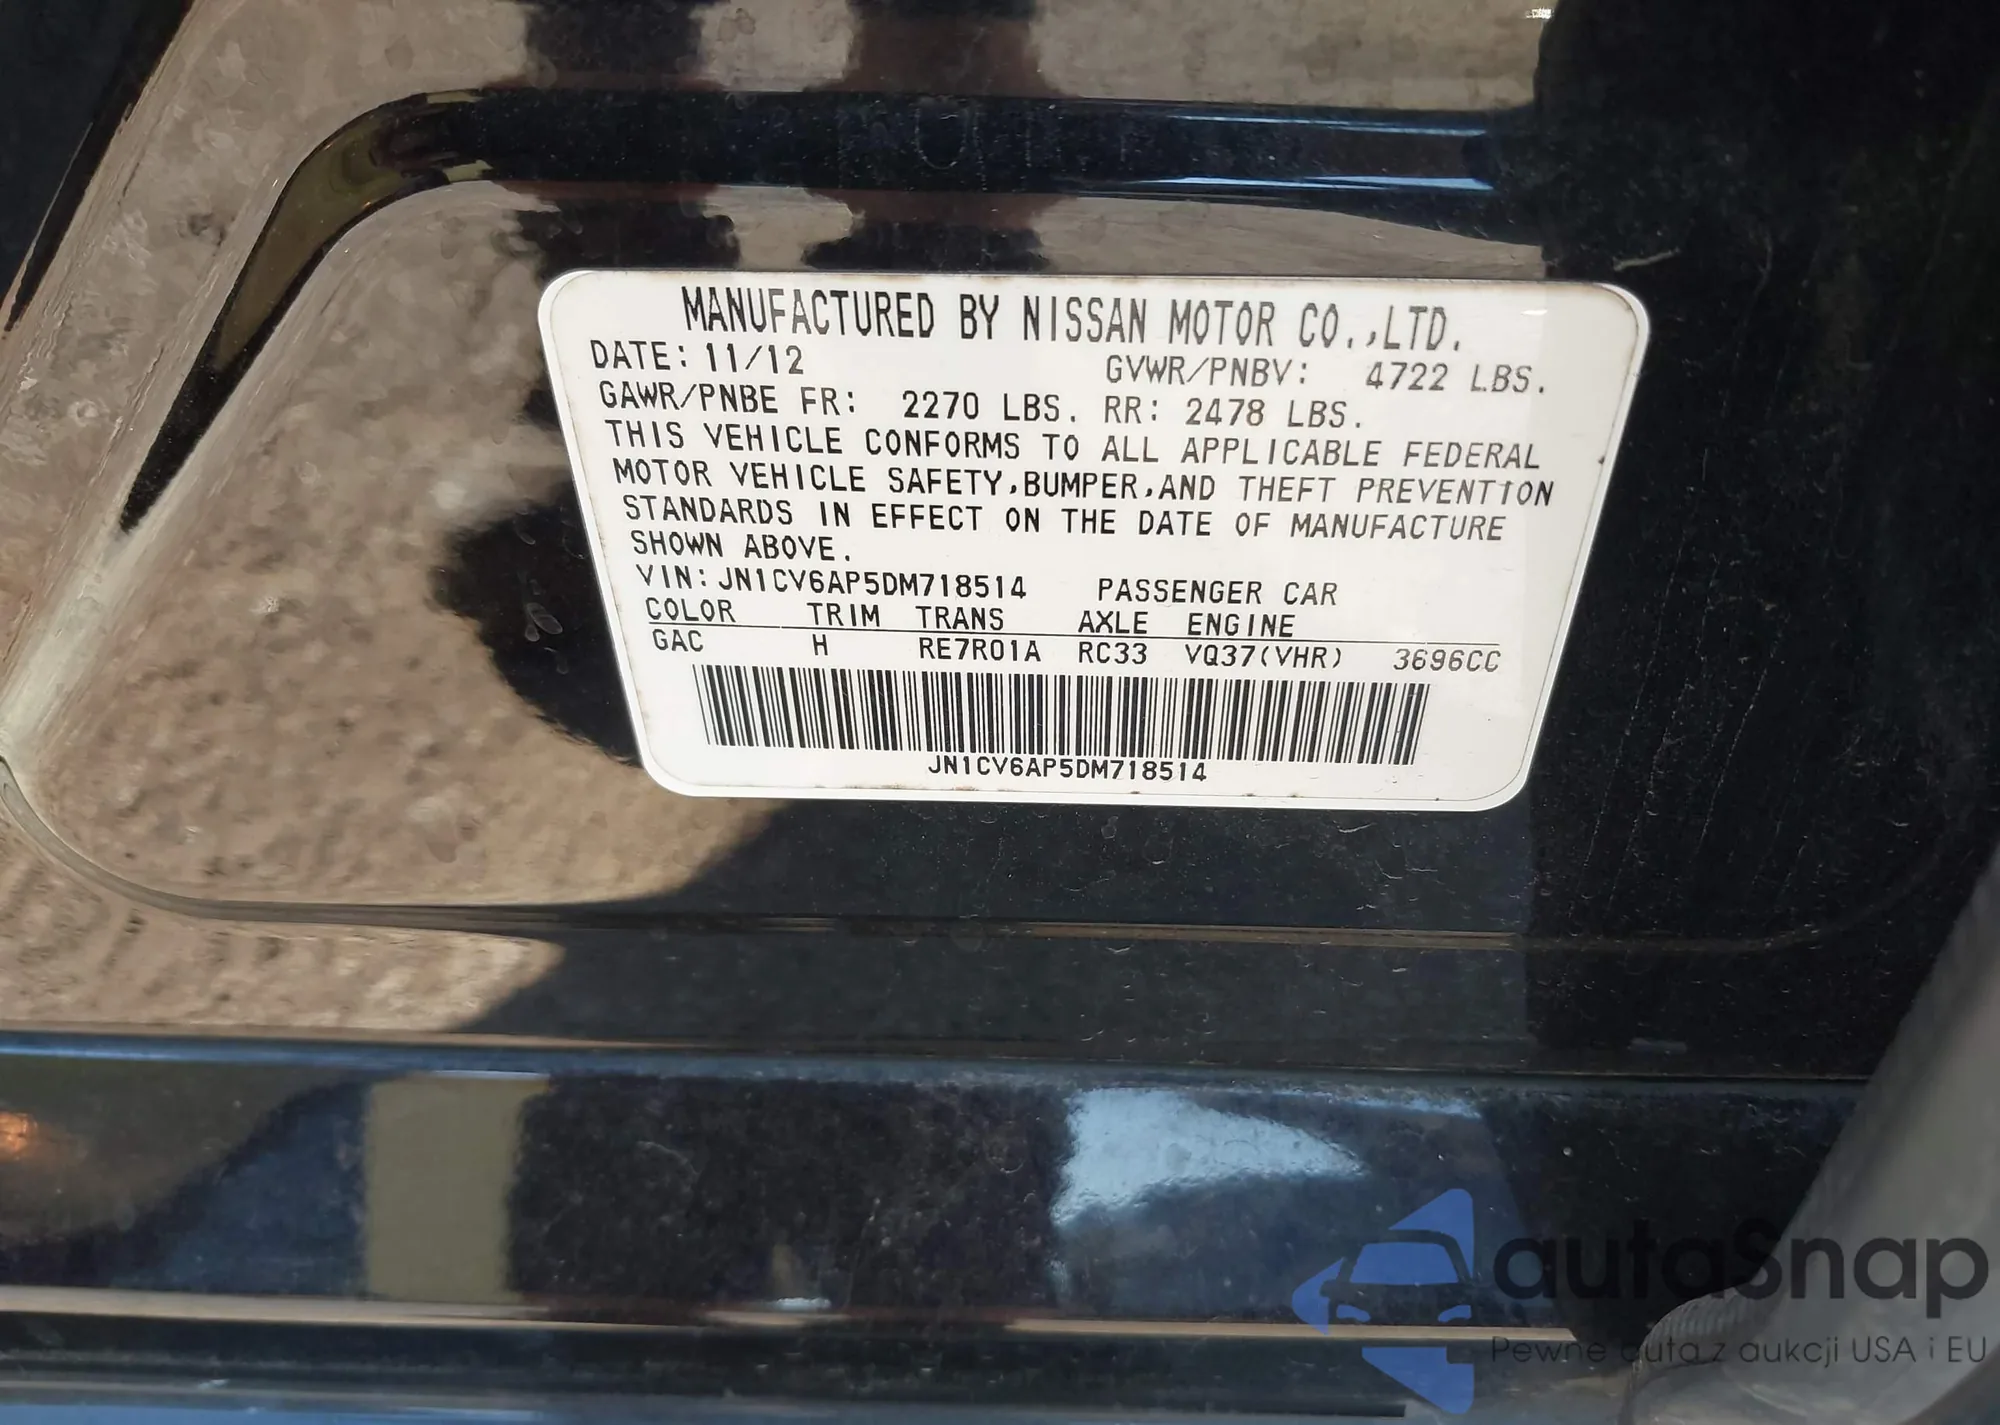 MANUFACTURED BY NISSAN MOTOR CO.,LTD.
DATE: 11/12 GVWR/PNBV: 4722 LBS.
GAWR/PNBE FR: 2270 LBS. RR: 2478 LBS.
THIS VEHICLE CONFORMS TO ALL APPLICABLE FEDERAL
MOTOR VEHICLE SAFETY,BUMPER,AND THEFT PREVENTION
STANDARDS IN EFFECT ON THE DATE OF MANUFACTURE
SHOWN ABOVE.
VIN: JN1CV6AP5DM718514 PASSENGER CAR
COLOR TRIM TRANS AXLE ENGINE
GAC H RE7R01A RC33 VQ37(VHR) 3696CC
JN1CV6AP5DM718514
autaSnap
Pewne auta z aukcji USA i EU